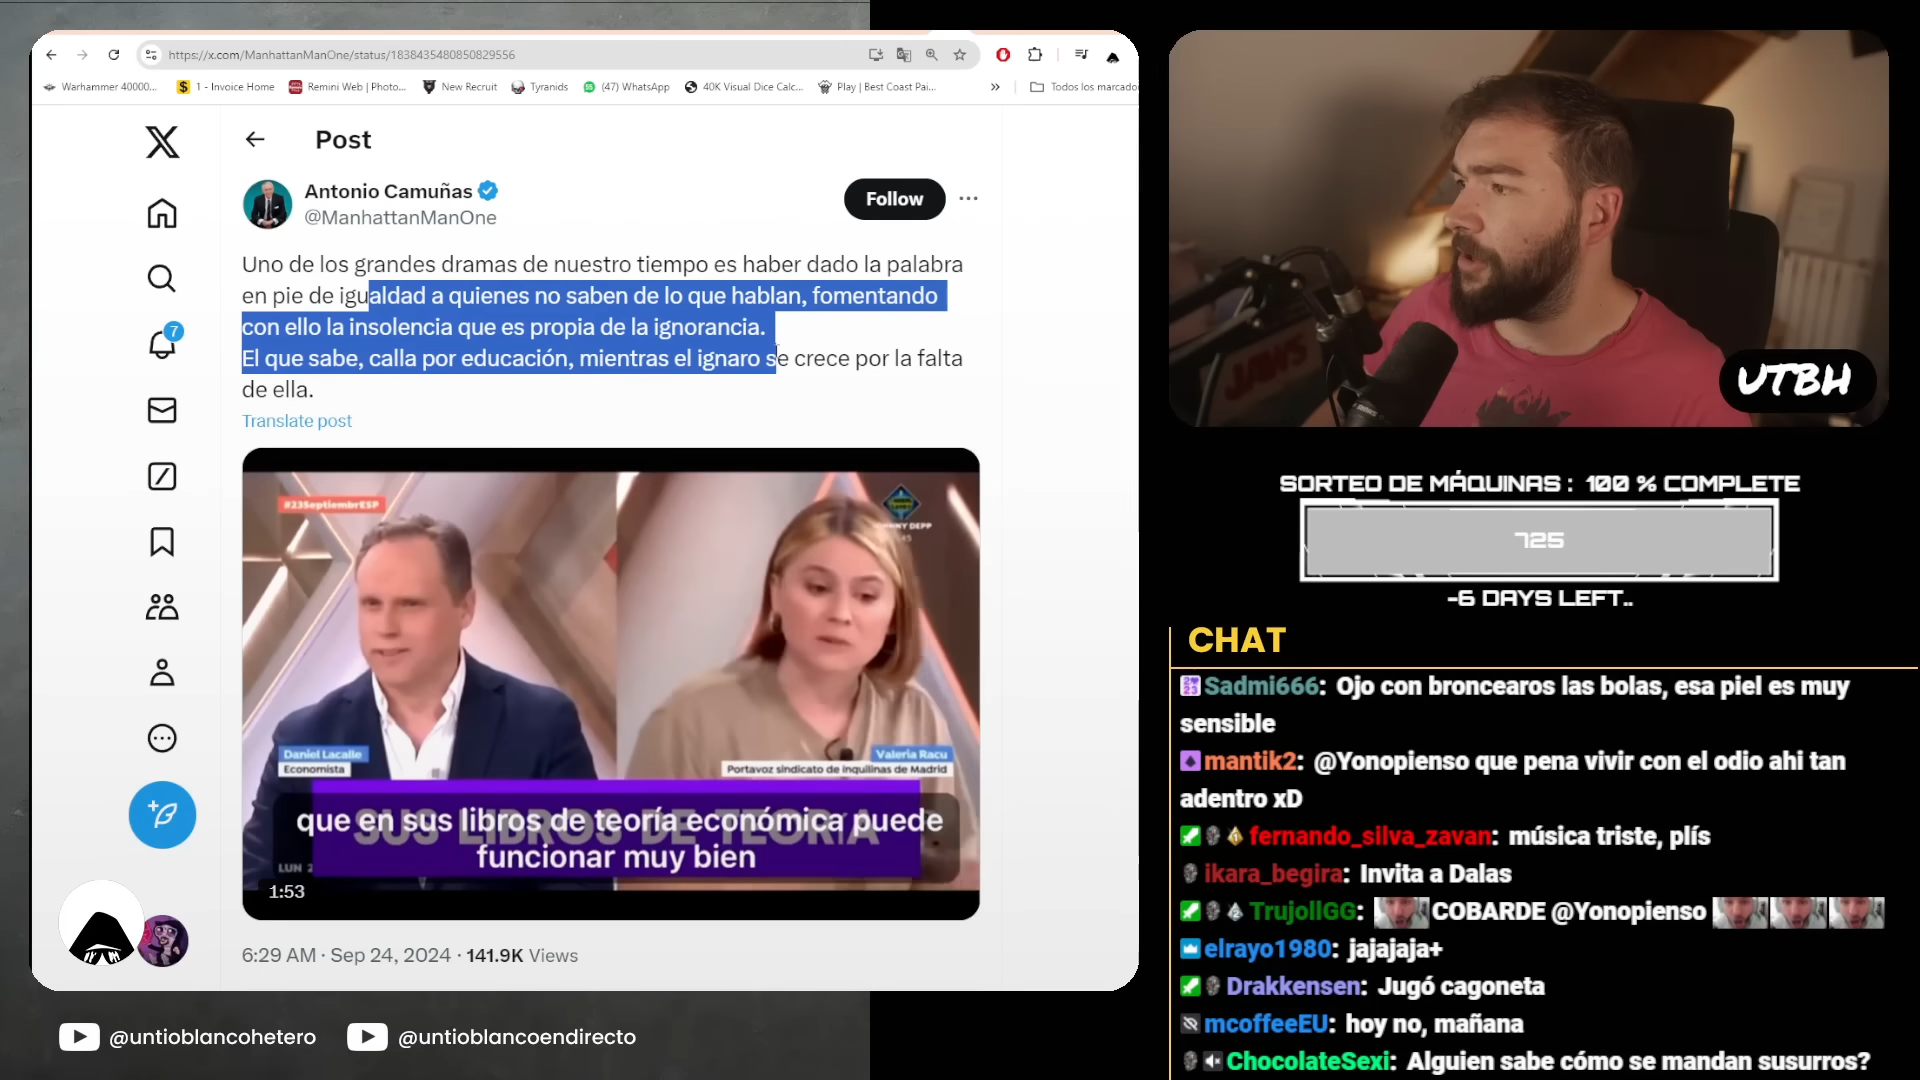 https://x.com/ManhattanManOne/status/1838435480850829556
Warhammer 40000...
1 - Invoice Home
Remini Web | Photo...
New Recruit
Tyranids
(47) WhatsApp
40K Visual Dice Calc...
Play | Best Coast Pai...
»
Todos los marcado
Post
Antonio Camuñas
@ManhattanManOne
Follow
7
Uno de los grandes dramas de nuestro tiempo es haber dado la palabra
en pie de igualdad a quienes no saben de lo que hablan, fomentando
con ello la insolencia que es propia de la ignorancia.
El que sabe, calla por educación, mientras el ignaro se crece por la falta
de ella.
Translate post
#23SeptiembrESP
Daniel Lacalle
Economista
Valeria Racu
Portavoz sindicato de inquilinas de Madrid
SUS LIBROS DE TEORÍA
que en sus libros de teoría económica puede
funcionar muy bien
LUN 2
1:53
6:29 AM · Sep 24, 2024 · 141.9K Views
@untioblancohetero
@untioblancoendirecto
JAWS
UTBH
SORTEO DE MÁQUINAS : 100 % COMPLETE
725
-6 DAYS LEFT..
CHAT
Sadmi666: Ojo con broncearos las bolas, esa piel es muy
sensible
mantik2: @Yonopienso que pena vivir con el odio ahi tan
adentro xD
fernando_silva_zavan: música triste, plís
ikara_begira: Invita a Dalas
TrujollGG: COBARDE @Yonopienso
elrayo1980: jajajaja+
Drakkensen: Jugó cagoneta
mcoffeeEU: hoy no, mañana
ChocolateSexi: Alguien sabe cómo se mandan susurros?